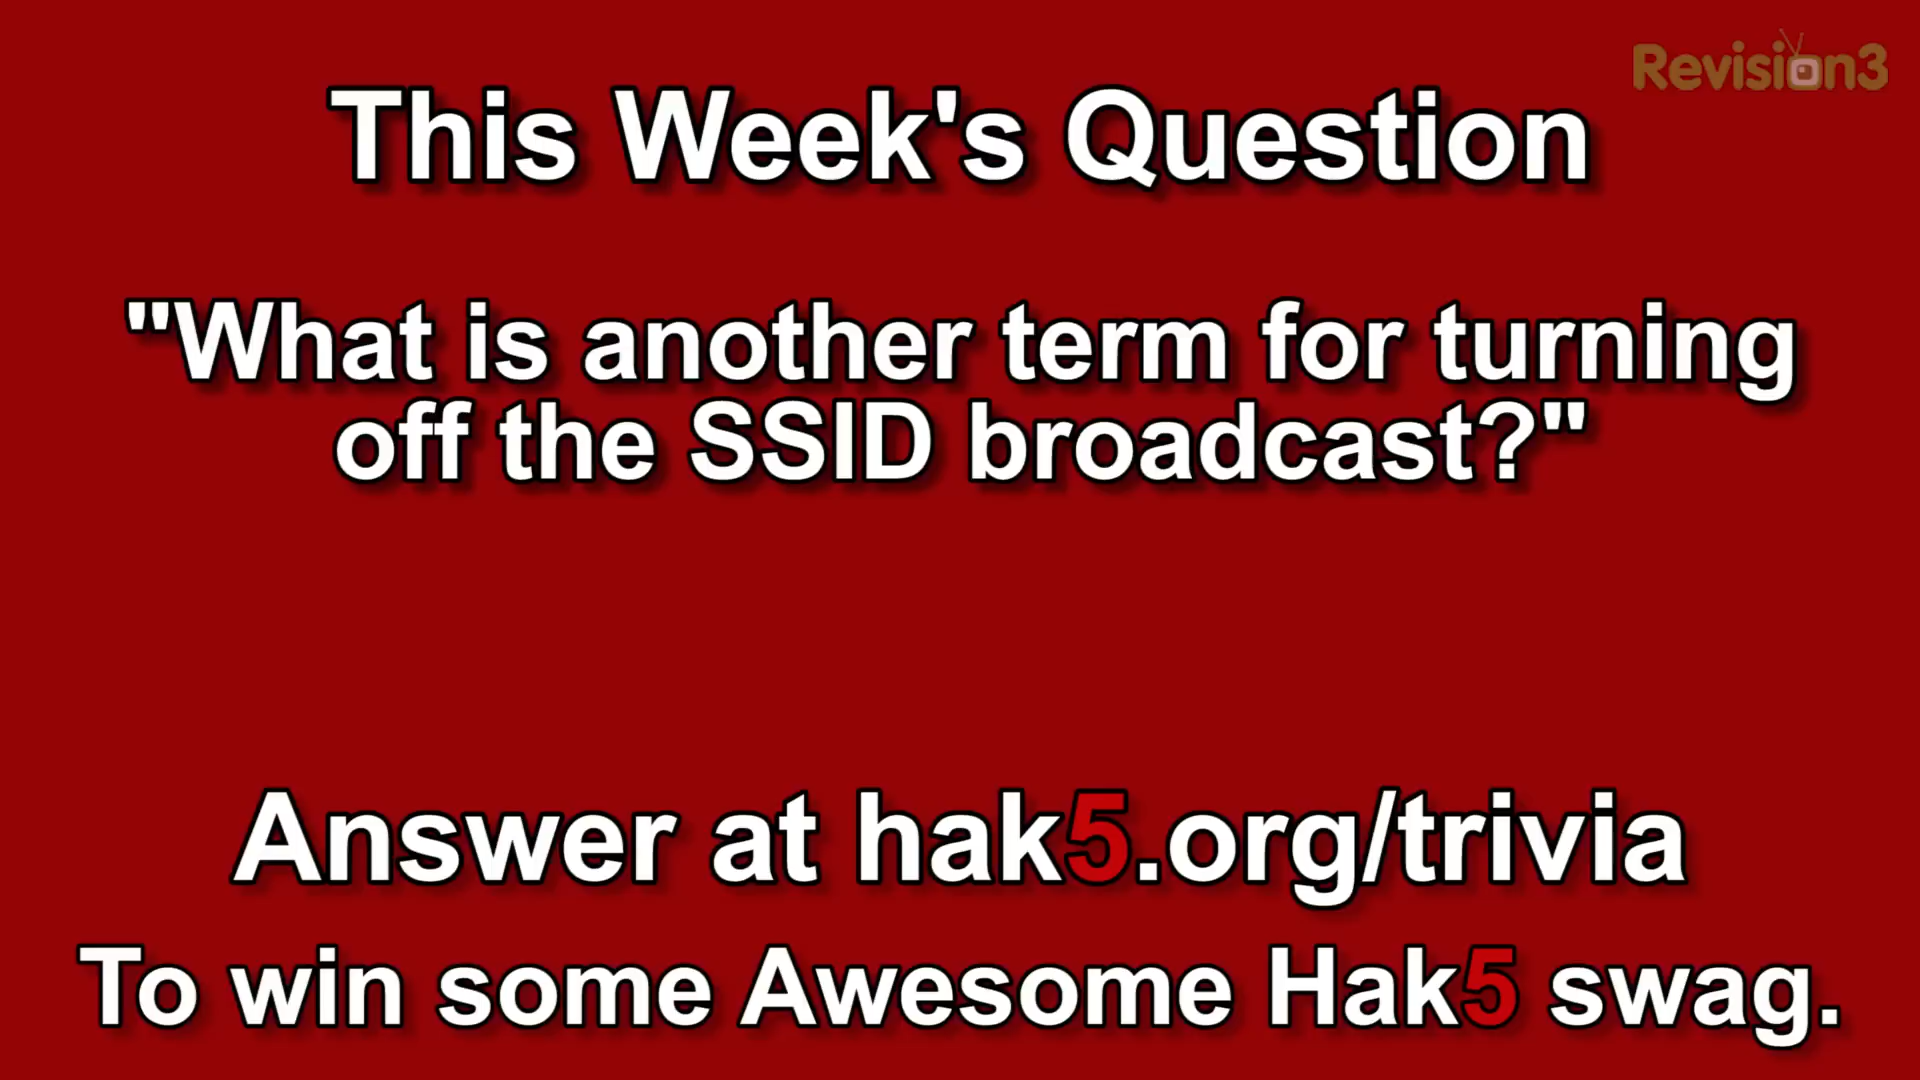 Revision3
This Week's Question
"What is another term for turning
off the SSID broadcast?"
Answer at hak5.org/trivia
To win some Awesome Hak5 swag.